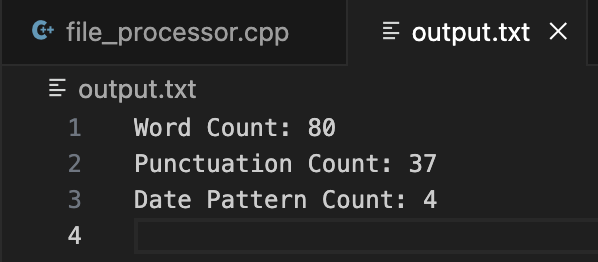 file_processor.cpp
output.txt
output.txt
1 Word Count: 80
2 Punctuation Count: 37
3 Date Pattern Count: 4
4